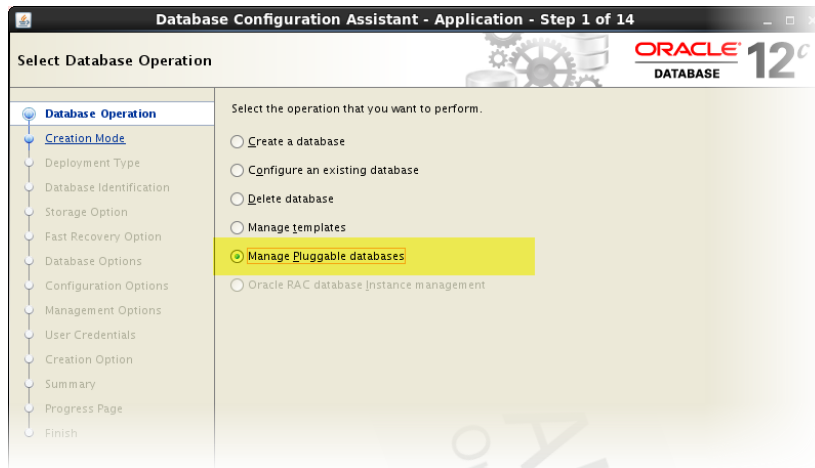 Database Configuration Assistant - Application - Step 1 of 14
Select Database Operation
ORACLE
DATABASE
12c
Database Operation
Creation Mode
Deployment Type
Database Identification
Storage Option
Fast Recovery Option
Database Options
Configuration Options
Management Options
User Credentials
Creation Option
Summary
Progress Page
Finish
Select the operation that you want to perform.
Create a database
Configure an existing database
Delete database
Manage templates
Manage Pluggable databases
Oracle RAC database Instance management